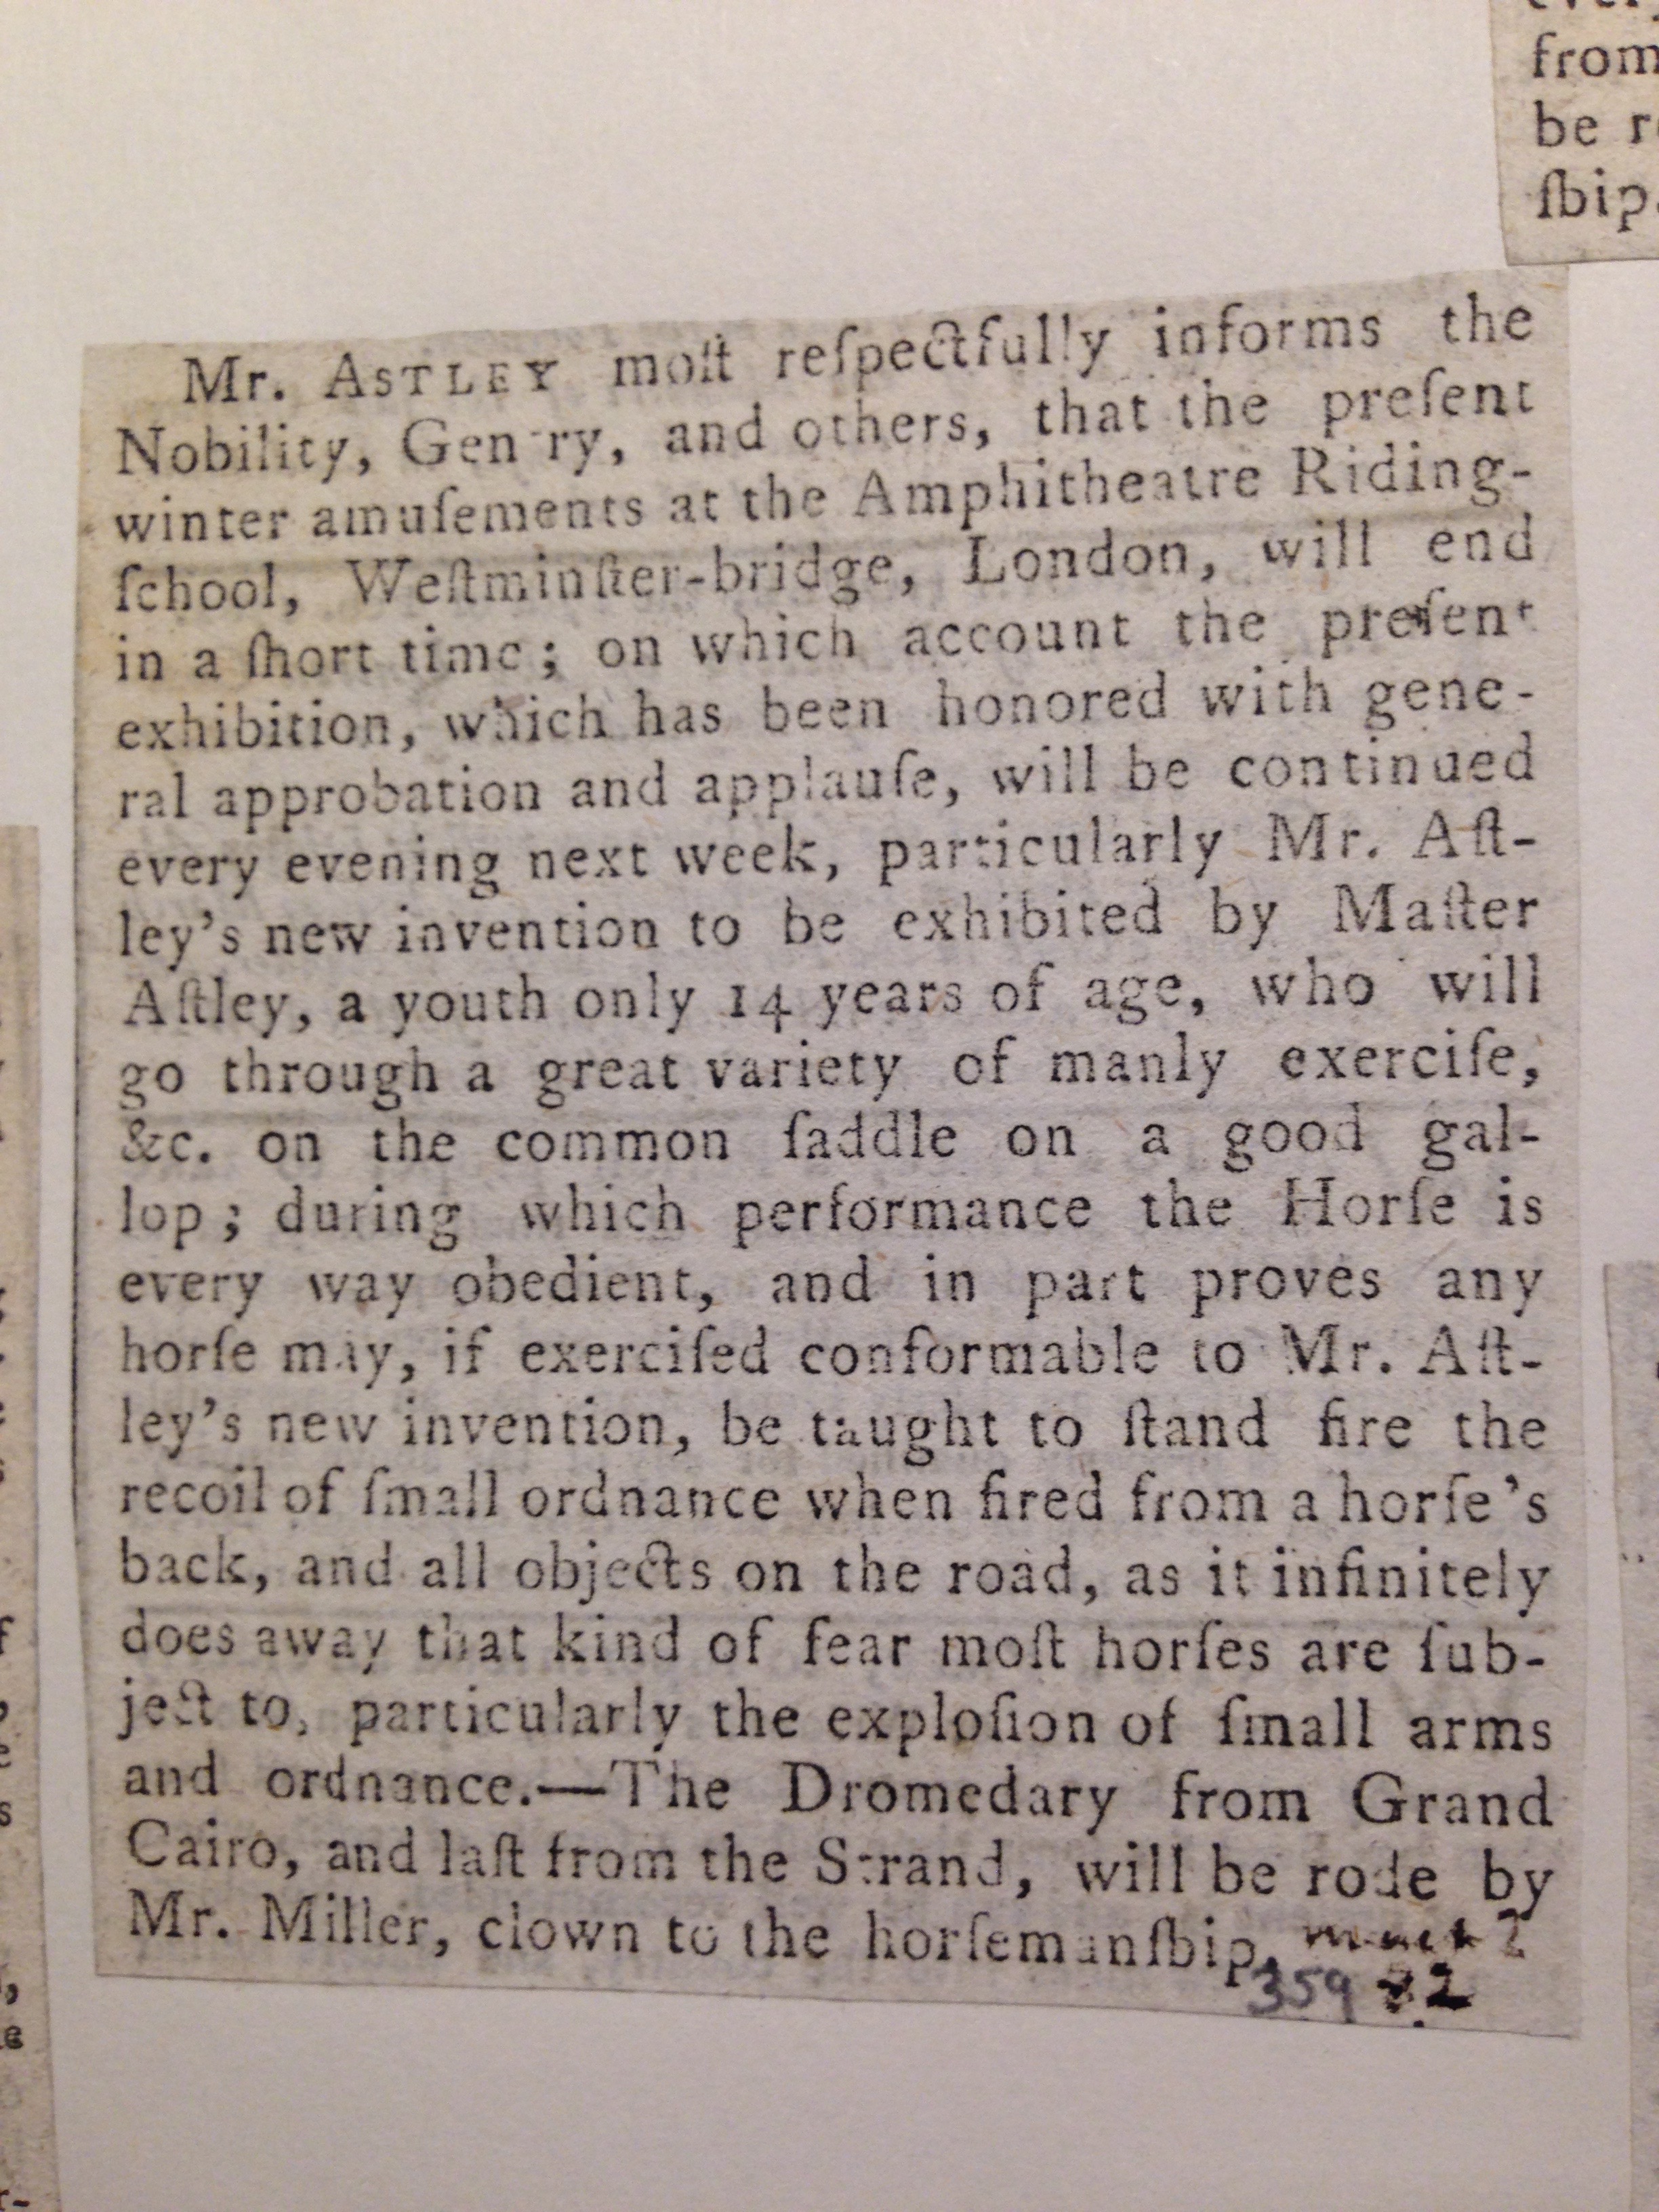 from
be r
ſhip.
Mr. ASTLEY moſt reſpectfully informs the
Nobility, Gen ry, and others, that the preſent
winter amuſements at the Amphitheatre Riding-
ſchool, Weſtminſter-bridge, London, will end
in a ſhort time; on which account the preſent
exhibition, which has been honored with gene-
ral approbation and applauſe, will be continued
every evening next week, particularly Mr. Aſt-
ley's new invention to be exhibited by Maſter
Aſtley, a youth only 14 years of age, who will
go through a great variety of manly exerciſe,
&c. on the common ſaddle on a good gal-
lop; during which performance the Horſe is
every way obedient, and in part proves any
horſe may, if exerciſed conformable to Mr. Aſt-
ley's new invention, be taught to ſtand fire the
recoil of ſmall ordnance when fired from a horſe's
back, and all objects on the road, as it infinitely
does away that kind of fear moſt horſes are ſub-
ject to, particularly the exploſion of ſmall arms
and ordnance.—The Dromedary from Grand
Cairo, and laſt from the Strand, will be rode by
Mr. Miller, clown to the horſemanſhip.
359